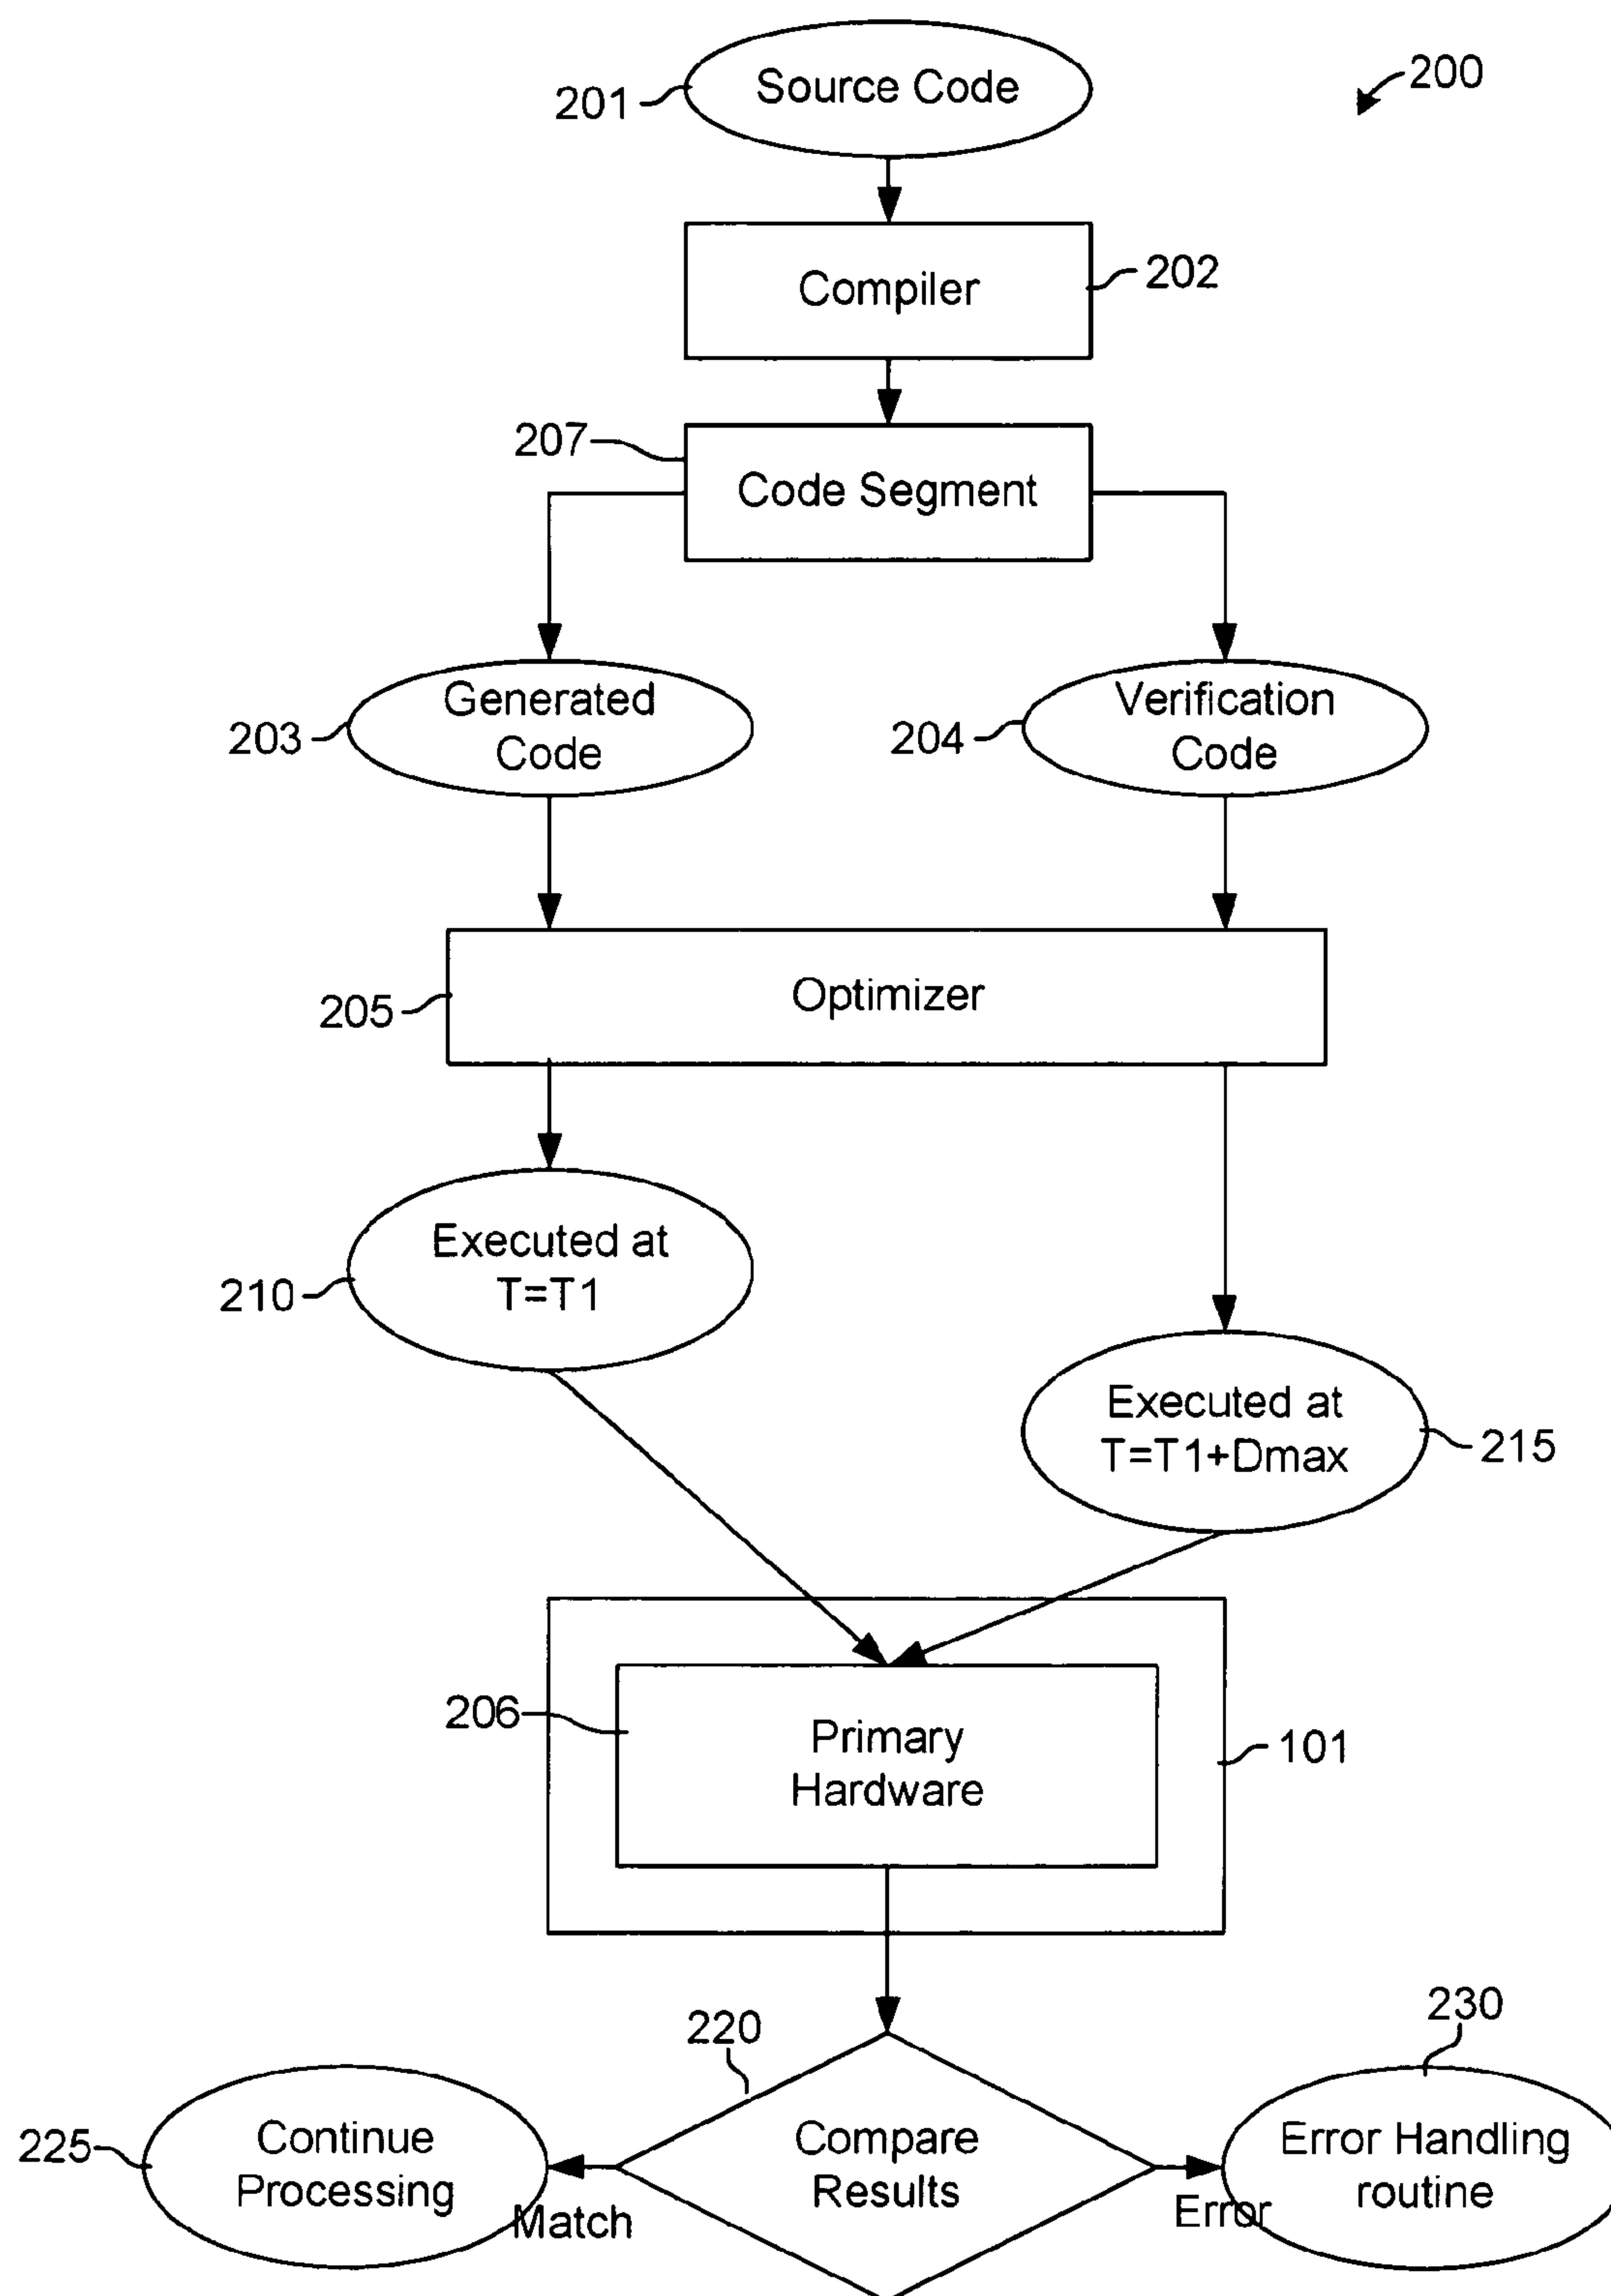 200
201
Source Code
Compiler
202
207
Code Segment
203
Generated
Code
204
Verification
Code
205
Optimizer
210
Executed at
T=T1
Executed at
T=T1+Dmax
215
206
Primary
Hardware
101
220
230
225
Continue
Processing
Match
Compare
Results
Error
Error Handling
routine